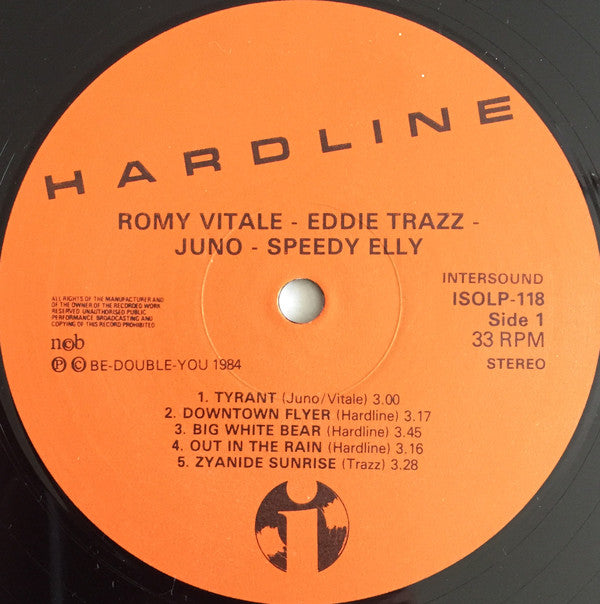 HARDLINE
ROMY VITALE - EDDIE TRAZZ -
JUNO - SPEEDY ELLY
ALL RIGHTS OF THE MANUFACTURER AND
OF THE OWNER OF THE RECORDED WORK
RESERVED UNAUTHORISED PUBLIC
PERFORMANCE BROADCASTING AND
COPYING OF THIS RECORD PROHIBITED
n©b
Ⓟ © BE-DOUBLE-YOU 1984
INTERSOUND
ISOLP-118
Side 1
33 RPM
STEREO
1. TYRANT (Juno/Vitale) 3.00
2. DOWNTOWN FLYER (Hardline) 3.17
3. BIG WHITE BEAR (Hardline) 3.45
4. OUT IN THE RAIN (Hardline) 3.16
5. ZYANIDE SUNRISE (Trazz) 3.28
i